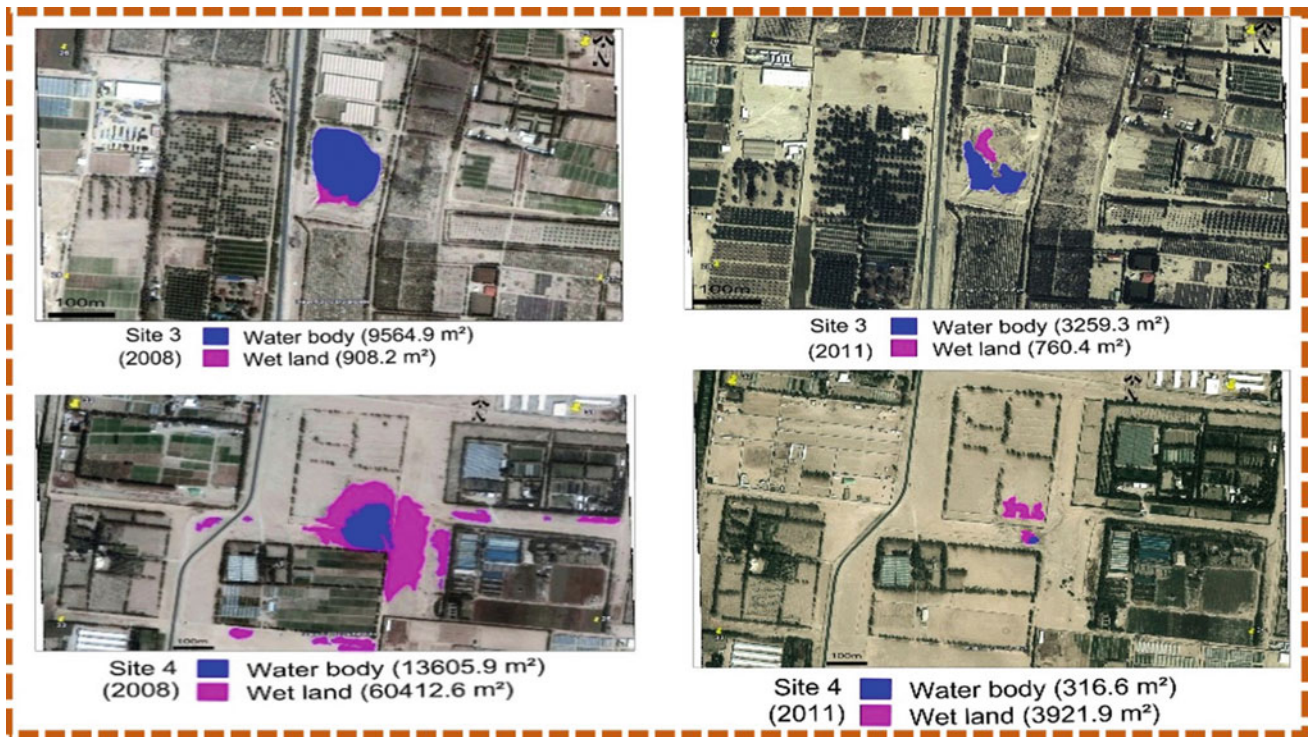 100m
100m
Site 3 Water body (9564.9 m²)
(2008) Wet land (908.2 m²)
Site 3 Water body (3259.3 m²)
(2011) Wet land (760.4 m²)
100m
100m
Site 4 Water body (13605.9 m²)
(2008) Wet land (60412.6 m²)
Site 4 Water body (316.6 m²)
(2011) Wet land (3921.9 m²)